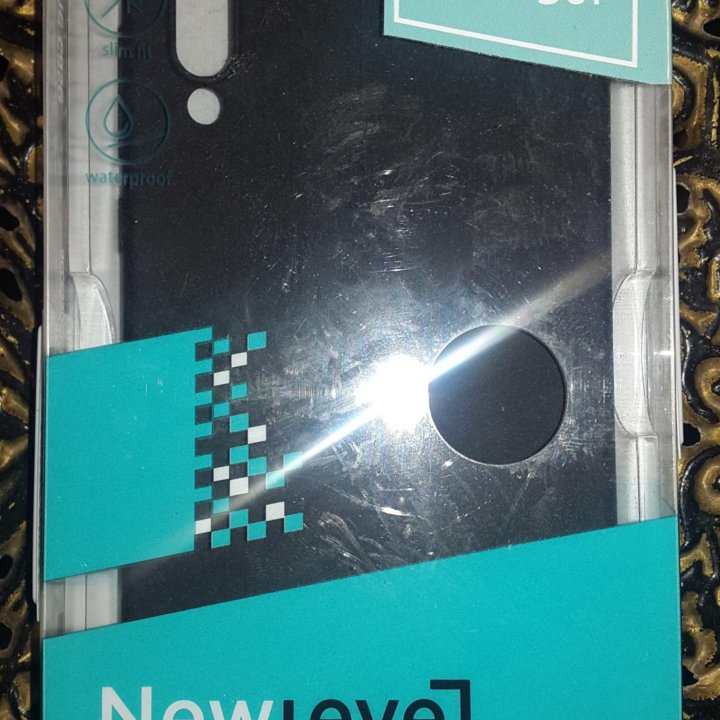 slim fit
waterproof
NewLevel